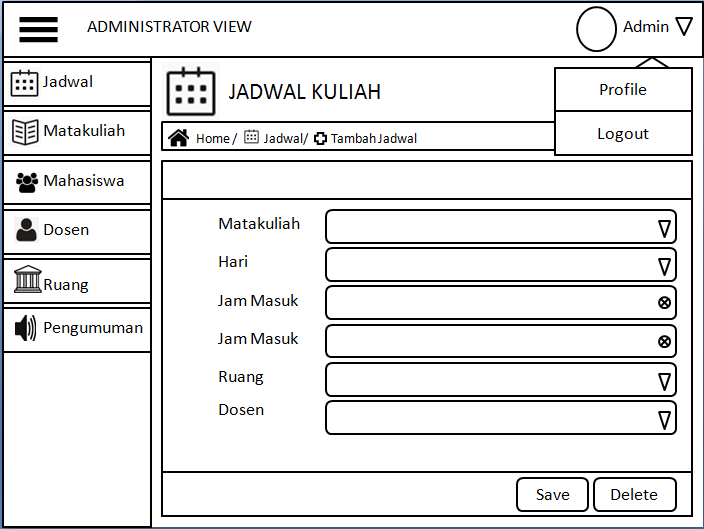 ADMINISTRATOR VIEW
Admin
Profile
Logout
Jadwal
Matakuliah
Mahasiswa
Dosen
Ruang
Pengumuman
JADWAL KULIAH
Home / Jadwal/ Tambah Jadwal
Matakuliah
Hari
Jam Masuk
Jam Masuk
Ruang
Dosen
Save
Delete